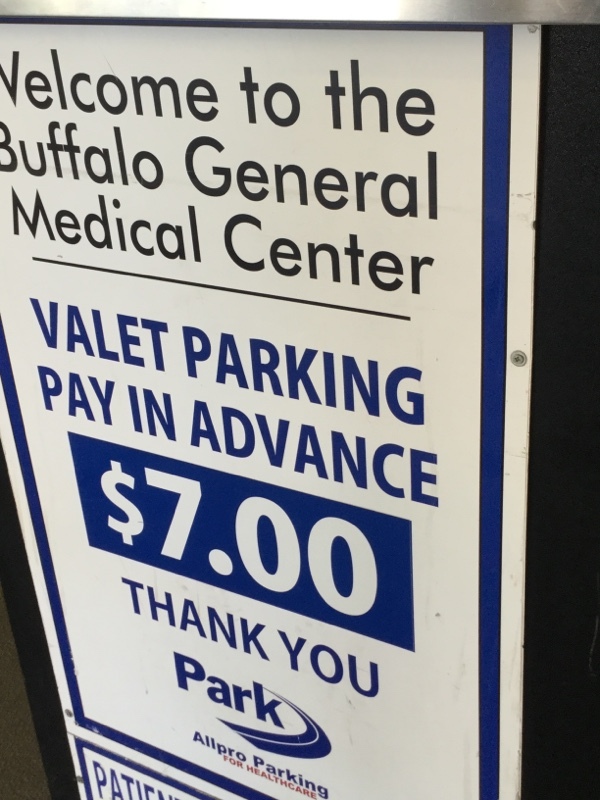 Welcome to the
Buffalo General
Medical Center
VALET PARKING
PAY IN ADVANCE
$7.00
THANK YOU
Park
Allpro Parking
FOR HEALTHCARE